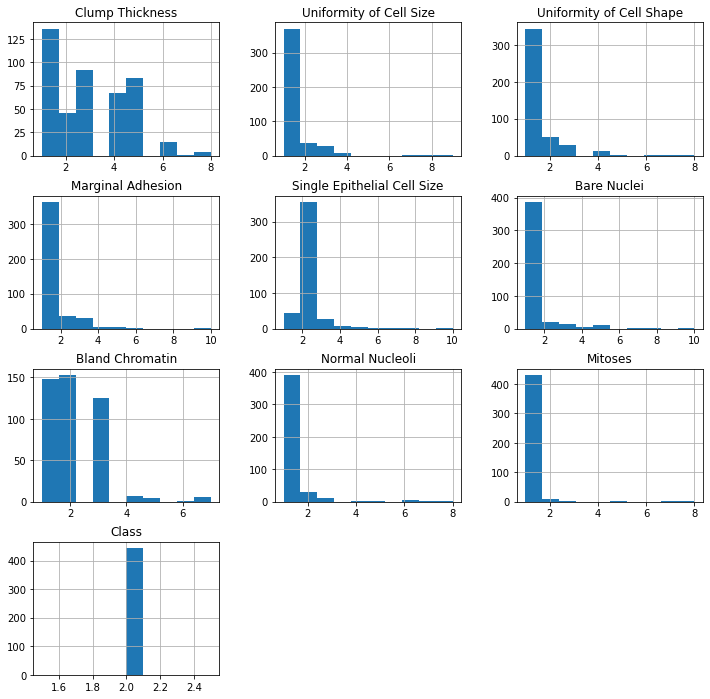 Clump Thickness
Uniformity of Cell Size
Uniformity of Cell Shape
125
100
75
50
25
0
2 4 6 8
300
200
100
0
2 4 6 8
300
200
100
0
2 4 6 8
Marginal Adhesion
Single Epithelial Cell Size
Bare Nuclei
300
200
100
0
2 4 6 8 10
300
200
100
0
2 4 6 8 10
400
300
200
100
0
2 4 6 8 10
Bland Chromatin
Normal Nucleoli
Mitoses
150
100
50
0
2 4 6
400
300
200
100
0
2 4 6 8
400
300
200
100
0
2 4 6 8
Class
400
300
200
100
0
1.6 1.8 2.0 2.2 2.4